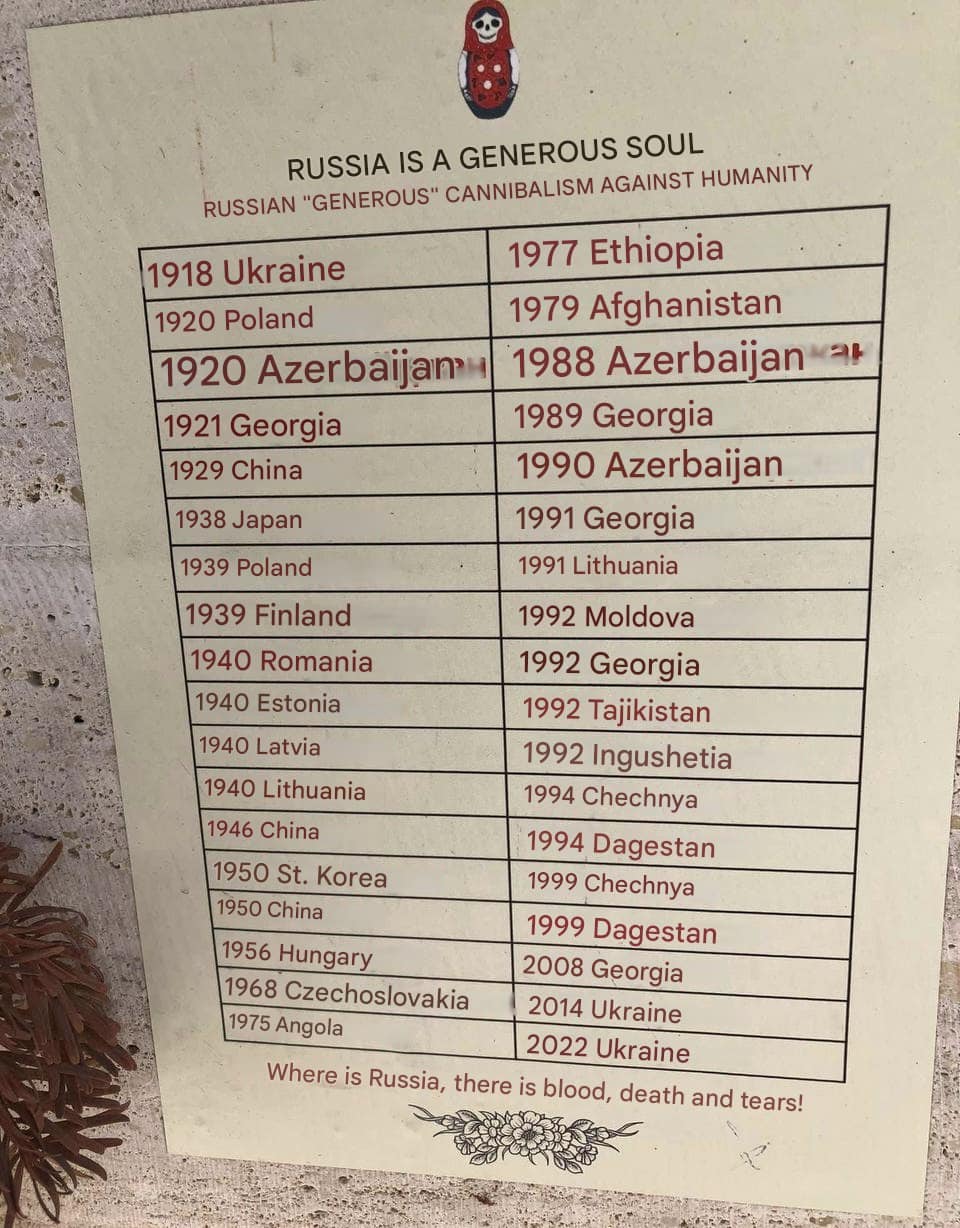 RUSSIA IS A GENEROUS SOUL
RUSSIAN "GENEROUS" CANNIBALISM AGAINST HUMANITY
1918 Ukraine
1920 Poland
1920 Azerbaijan
1921 Georgia
1929 China
1938 Japan
1939 Poland
1939 Finland
1940 Romania
1940 Estonia
1940 Latvia
1940 Lithuania
1946 China
1950 St. Korea
1950 China
1956 Hungary
1968 Czechoslovakia
1975 Angola
1977 Ethiopia
1979 Afghanistan
1988 Azerbaijan
1989 Georgia
1990 Azerbaijan
1991 Georgia
1991 Lithuania
1992 Moldova
1992 Georgia
1992 Tajikistan
1992 Ingushetia
1994 Chechnya
1994 Dagestan
1999 Chechnya
1999 Dagestan
2008 Georgia
2014 Ukraine
2022 Ukraine
Where is Russia, there is blood, death and tears!